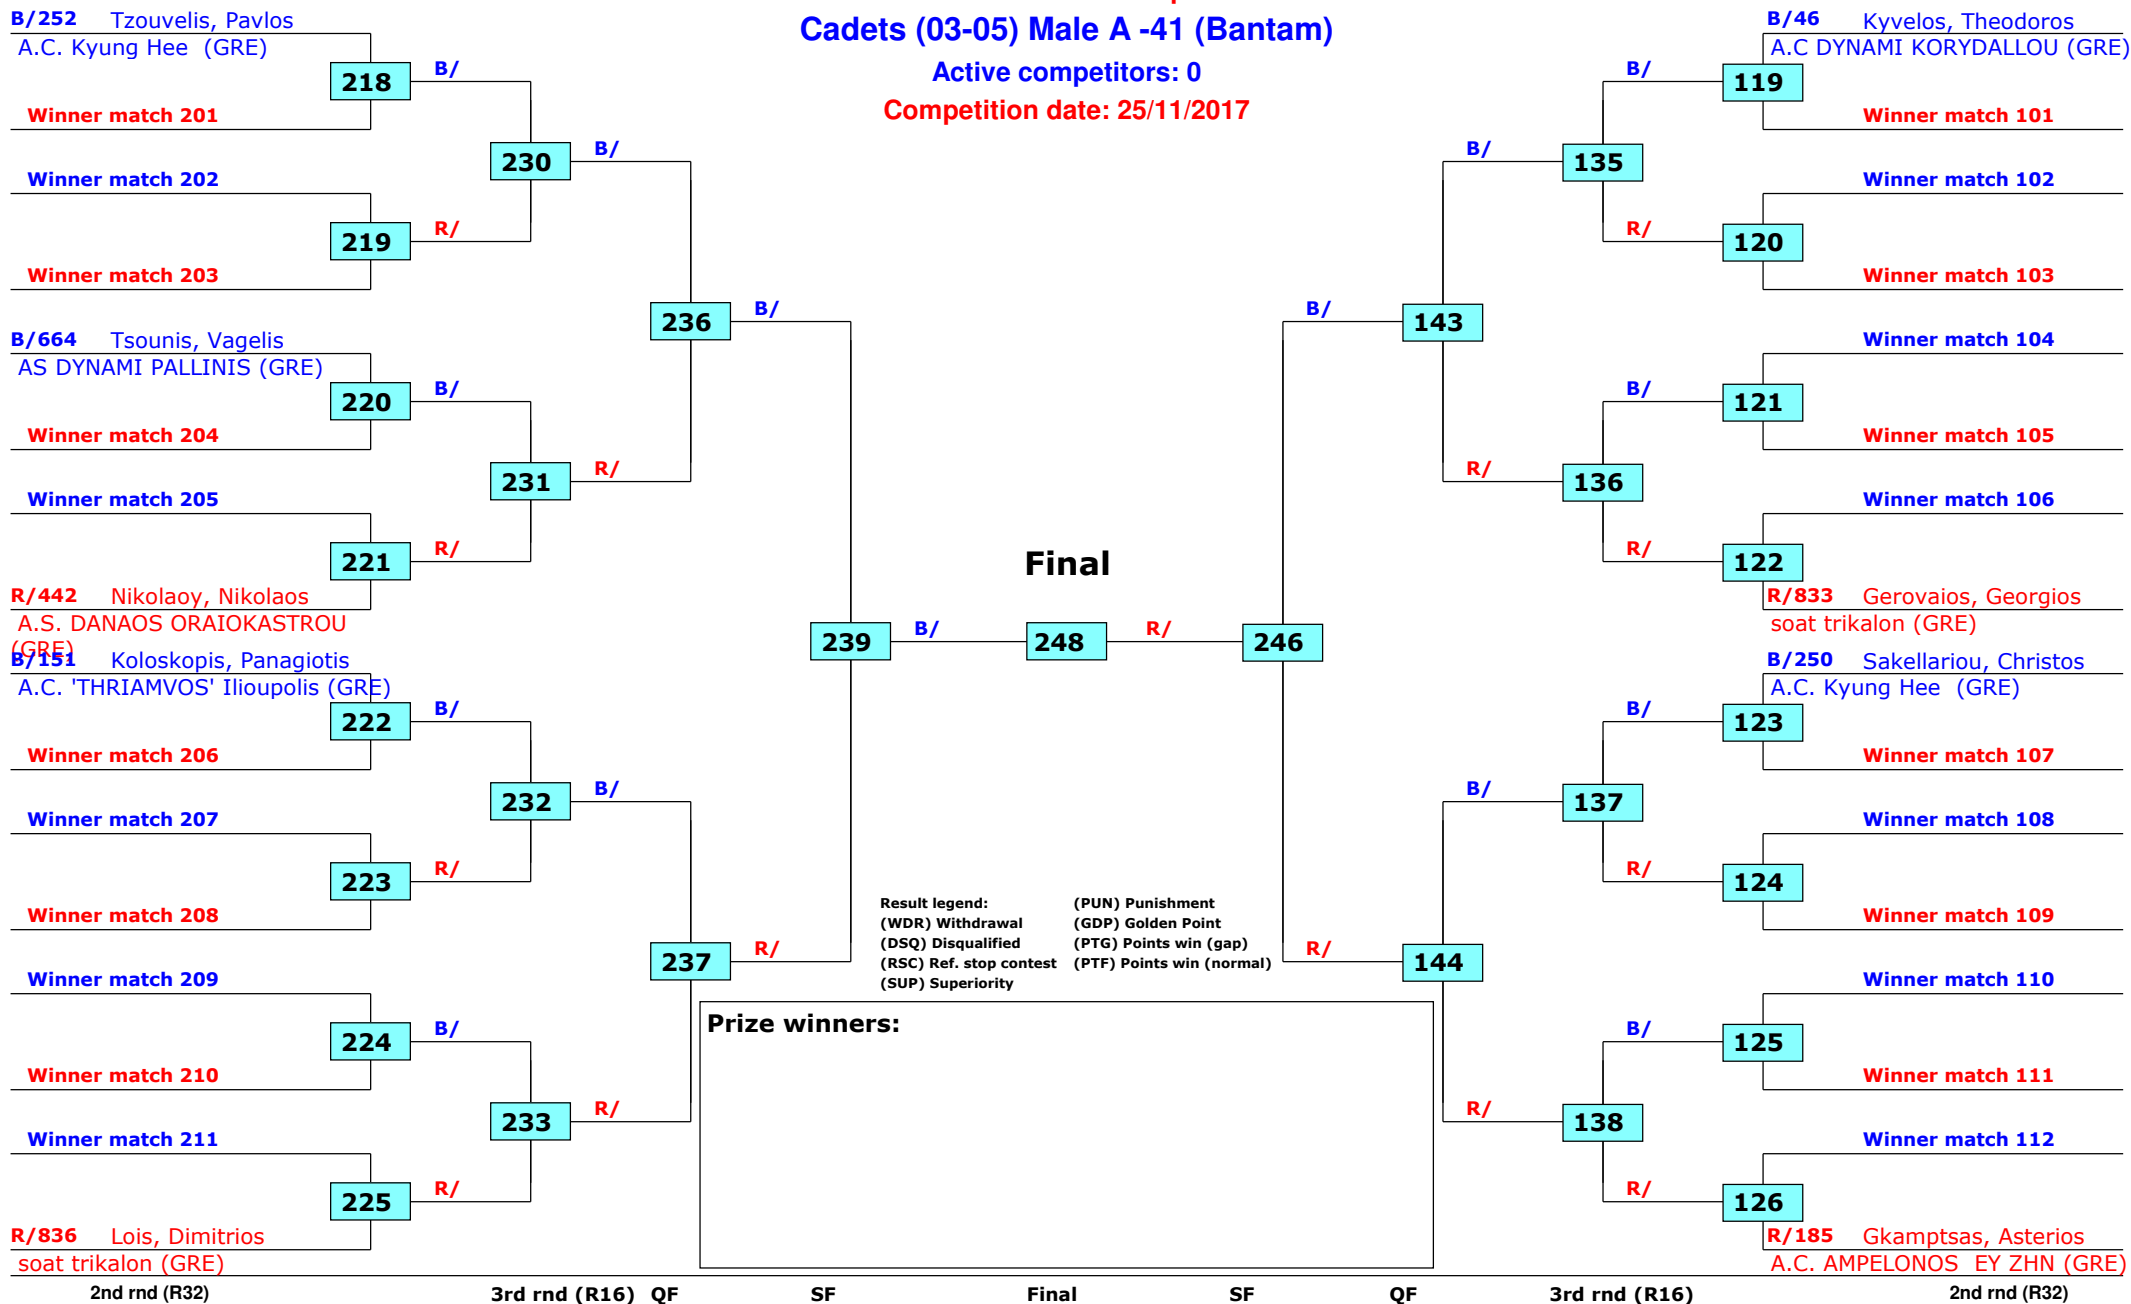 Cadets (03-05) Male A -41 (Bantam)
Active competitors: 0
Competition date: 25/11/2017
B/252 Tzouvelis, Pavlos
A.C. Kyung Hee (GRE)
218
B/
Winner match 201
230
B/
Winner match 202
219
R/
Winner match 203
236
B/
B/664 Tsounis, Vagelis
AS DYNAMI PALLINIS (GRE)
220
B/
Winner match 204
231
R/
Winner match 205
221
R/
R/442 Nikolaoy, Nikolaos
A.S. DANAOS ORAIOKASTROU
(GRE)
239
B/
B/151 Koloskopis, Panagiotis
A.C. 'THRIAMVOS' Ilioupolis (GRE)
222
B/
Winner match 206
232
B/
Winner match 207
223
R/
Winner match 208
237
R/
Winner match 209
224
B/
Winner match 210
233
R/
Winner match 211
225
R/
R/836 Lois, Dimitrios
soat trikalon (GRE)
Final
248
R/
246
B/46 Kyvelos, Theodoros
A.C DYNAMI KORYDALLOU (GRE)
B/
119
Winner match 101
B/
135
Winner match 102
R/
120
Winner match 103
B/
143
Winner match 104
B/
121
Winner match 105
R/
136
Winner match 106
R/
122
R/833 Gerovaios, Georgios
soat trikalon (GRE)
B/250 Sakellariou, Christos
A.C. Kyung Hee (GRE)
B/
123
Winner match 107
B/
137
Winner match 108
R/
124
Winner match 109
R/
144
Winner match 110
B/
125
Winner match 111
R/
138
Winner match 112
R/
126
R/185 Gkamptsas, Asterios
A.C. AMPELONOS EY ZHN (GRE)
Result legend:
(WDR) Withdrawal
(DSQ) Disqualified
(RSC) Ref. stop contest
(SUP) Superiority
(PUN) Punishment
(GDP) Golden Point
(PTG) Points win (gap)
(PTF) Points win (normal)
Prize winners:
2nd rnd (R32) 3rd rnd (R16) QF SF Final SF QF 3rd rnd (R16) 2nd rnd (R32)